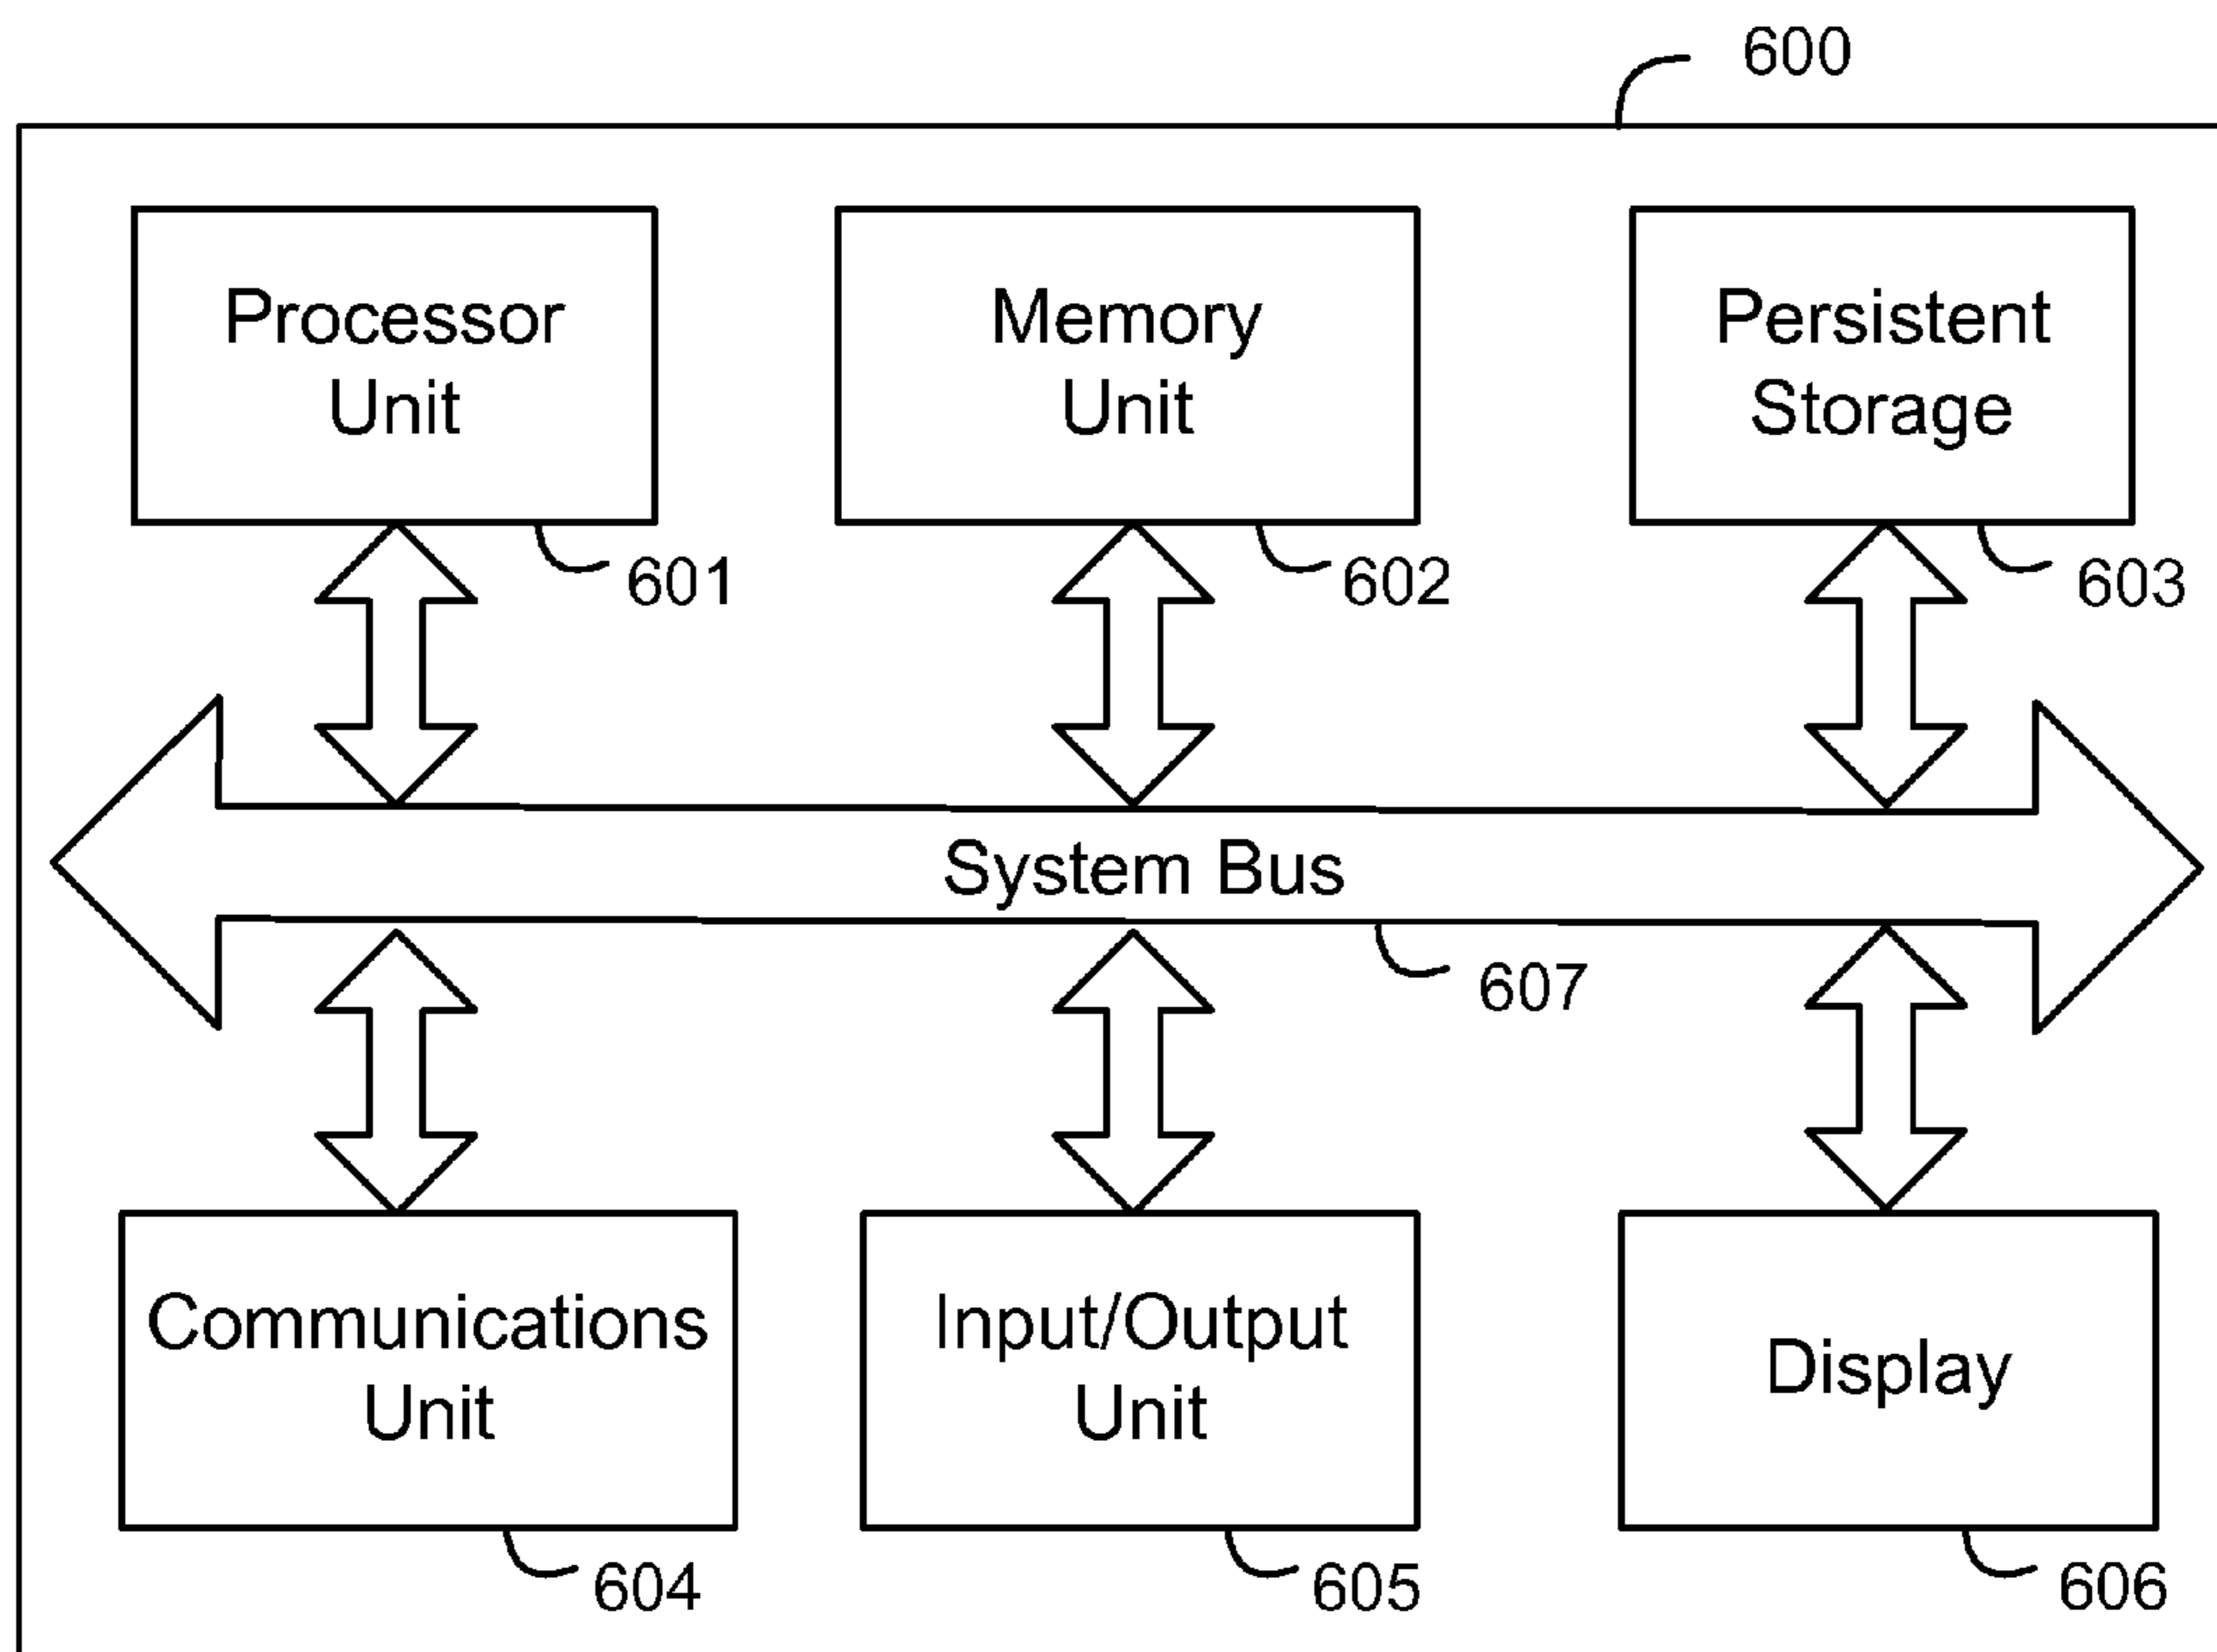 600
Processor
Unit
Memory
Unit
Persistent
Storage
601
602
603
System Bus
607
Communications
Unit
Input/Output
Unit
Display
604
605
606